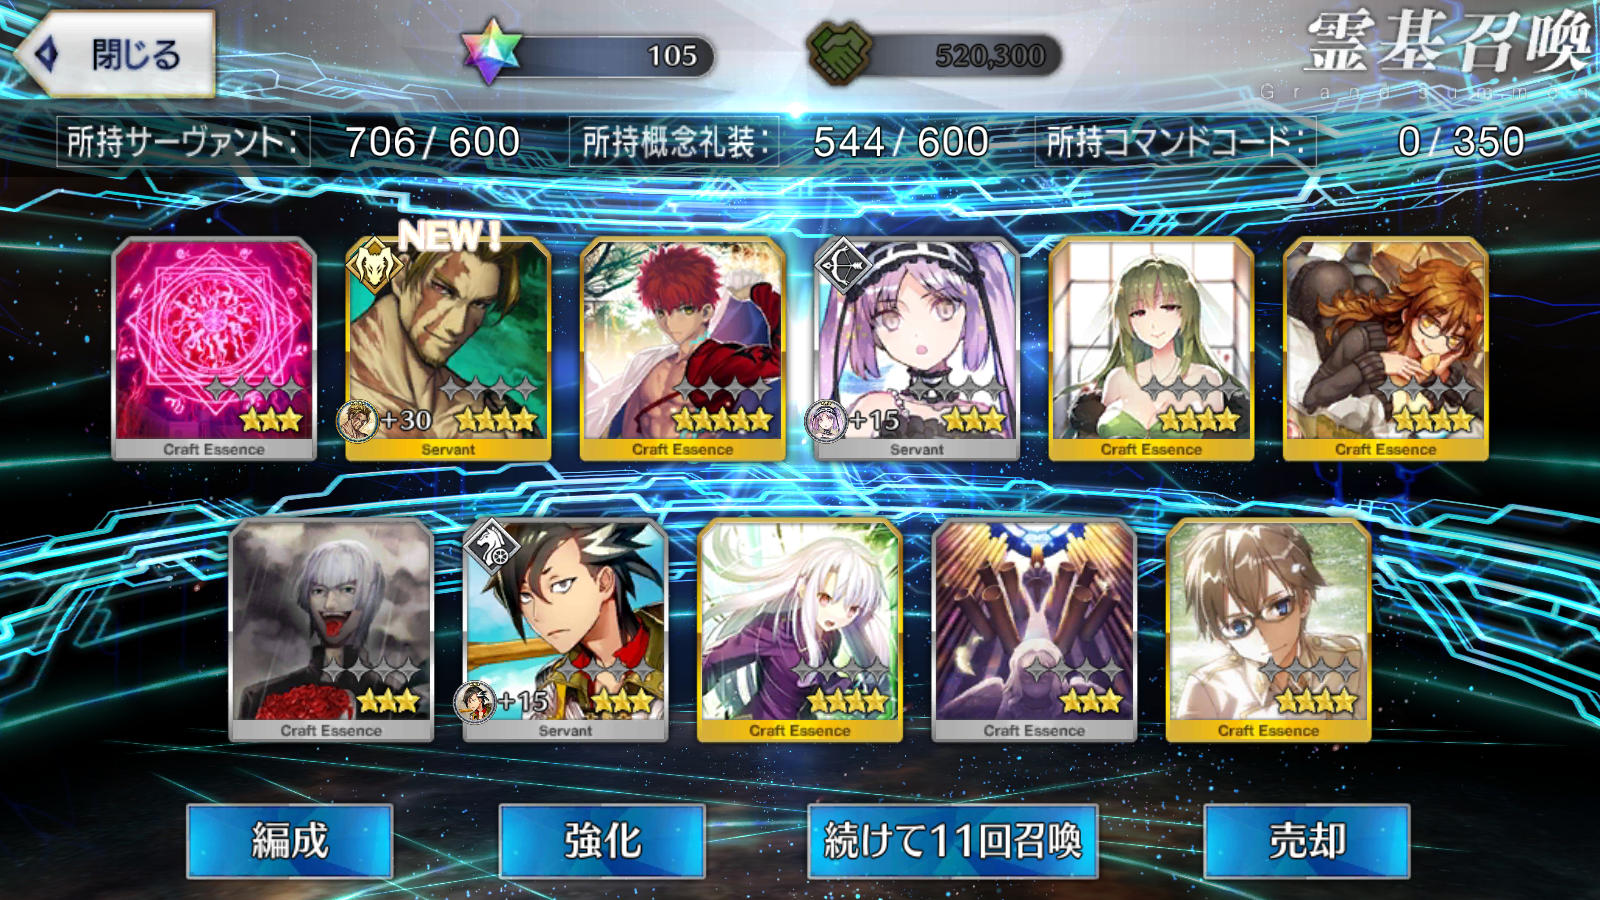 閉じる
105
520,300
霊基召喚
Grand Summon
所持サーヴァント:
706/600
所持概念礼装:
544/600
所持コマンドコード:
0/350
NEW!
+30
+15
Craft Essence
Servant
Craft Essence
Servant
Craft Essence
Craft Essence
+15
Craft Essence
Servant
Craft Essence
Craft Essence
Craft Essence
編成
強化
続けて11回召喚
売却